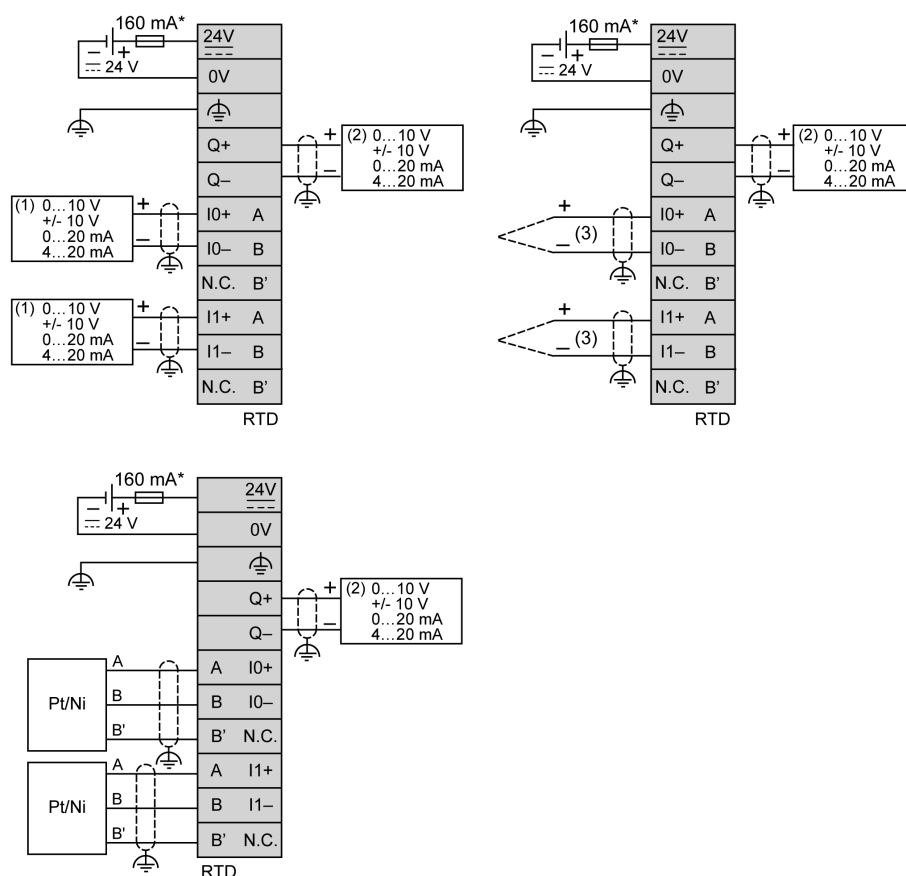 160 mA*
24V
– +
24 V
0V
Q+
Q–
+
–
(2) 0...10 V
+/- 10 V
0...20 mA
4...20 mA
(1) 0...10 V
+/- 10 V
0...20 mA
4...20 mA
+
–
I0+ A
I0– B
N.C. B'
(1) 0...10 V
+/- 10 V
0...20 mA
4...20 mA
+
–
I1+ A
I1– B
N.C. B'
RTD
160 mA*
24V
– +
24 V
0V
Q+
Q–
+
–
(2) 0...10 V
+/- 10 V
0...20 mA
4...20 mA
+
– (3)
I0+ A
I0– B
N.C. B'
+
– (3)
I1+ A
I1– B
N.C. B'
RTD
160 mA*
24V
– +
24 V
0V
Q+
Q–
+
–
(2) 0...10 V
+/- 10 V
0...20 mA
4...20 mA
Pt/Ni
A
B
B'
A I0+
B I0–
B' N.C.
Pt/Ni
A
B
B'
A I1+
B I1–
B' N.C.
RTD